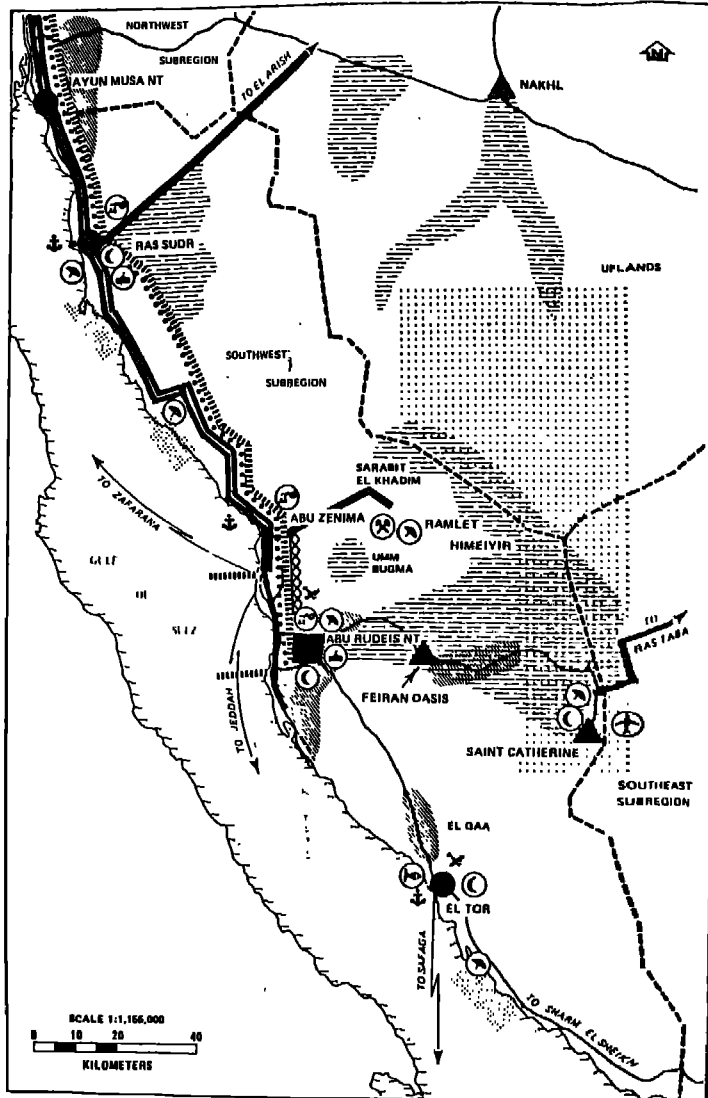 NORTHWEST
SUBREGION
AYUN MUSA NT
TO EL ARISH
N
NAKHL
RAS SUDR
UPLANDS
SOUTHWEST
SUBREGION
SARABIT
EL KHADIM
ABU ZENIMA
RAMLET
HIMEIYIR
UMM
BUGMA
TO ZAFARANA
GULF
OF
SUEZ
ABU RUDEIS NT
TO
RAS TABA
TO JEDDAH
FEIRAN OASIS
SAINT CATHERINE
SOUTHEAST
SUBREGION
EL QAA
EL TOR
TO SAFAGA
TO SHARM EL SHEIKH
SCALE 1:1,166,000
0 10 20 40
KILOMETERS